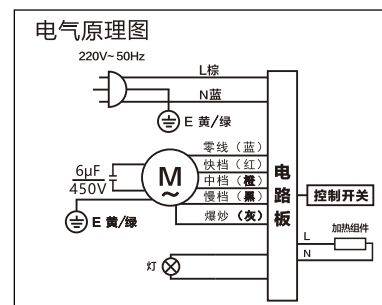 电气原理图
220V~ 50Hz
L棕
N蓝
E 黄/绿
零线（蓝）
快档（红）
中档（橙）
慢档（黑）
爆炒（灰）
M
~
6μF
450V
E 黄/绿
电路板
控制开关
加热组件
L
N
灯